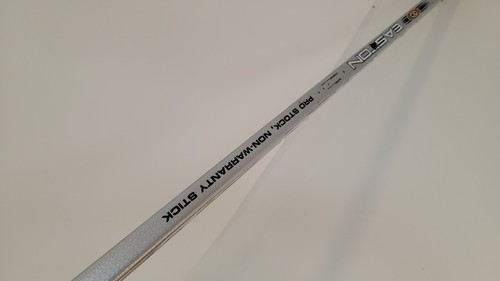 EASTON
PRO STOCK, NON-WARRANTY STICK